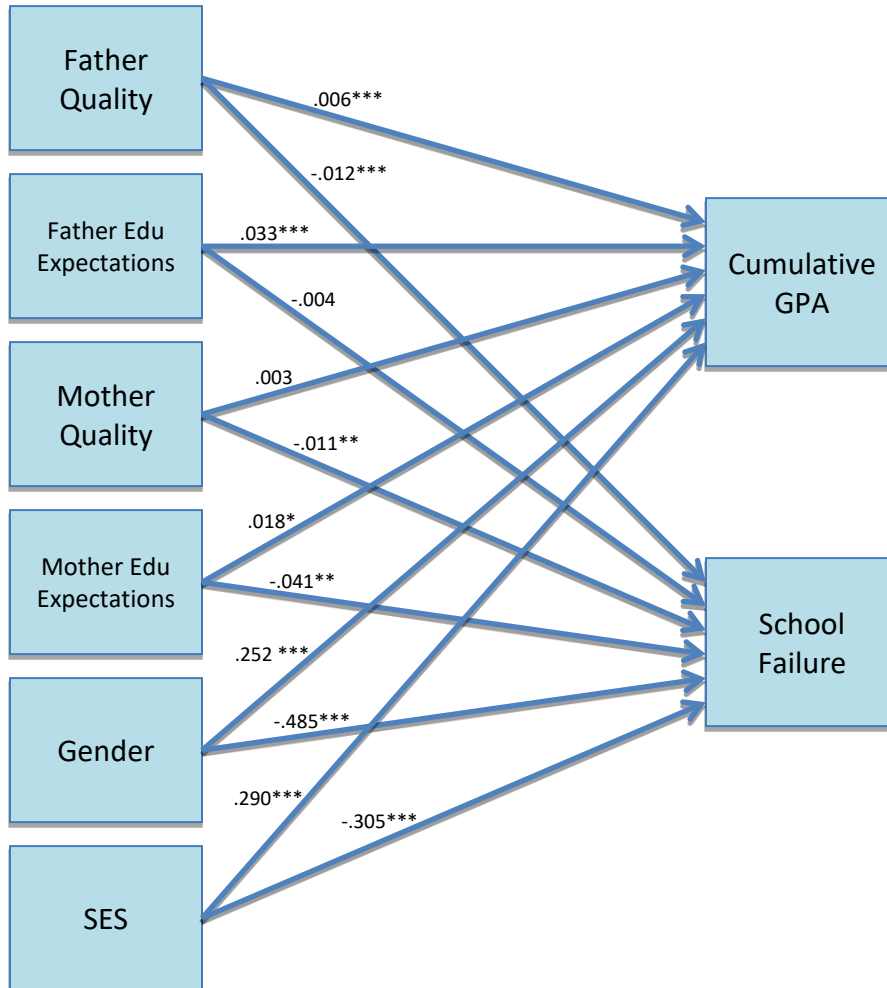 Father
Quality
.006***
-.012***
Father Edu
Expectations
.033***
-.004
Cumulative
GPA
Mother
Quality
.003
-.011**
Mother Edu
Expectations
.018*
-.041**
School
Failure
Gender
.252 ***
-.485***
SES
.290***
-.305***